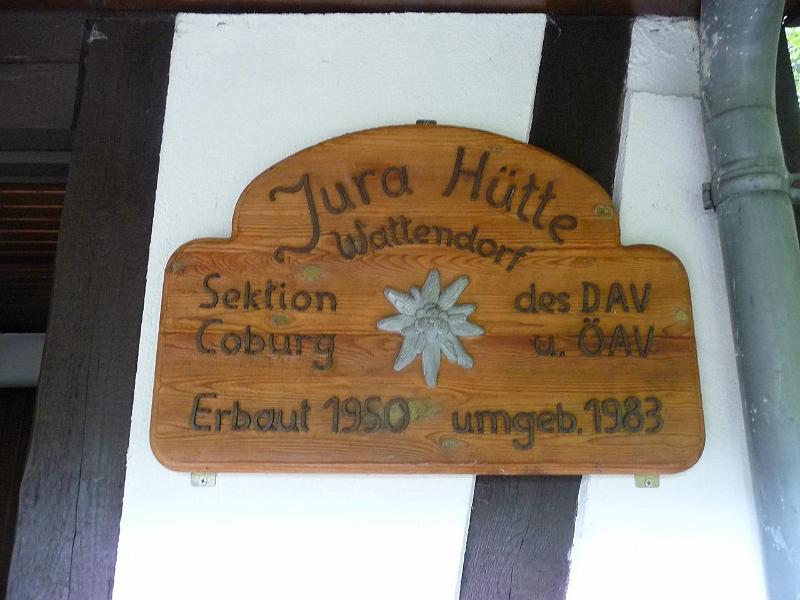 Jura Hütte
Wattendorf
Sektion des DAV
Coburg u. ÖAV
Erbaut 1950 umgeb. 1983